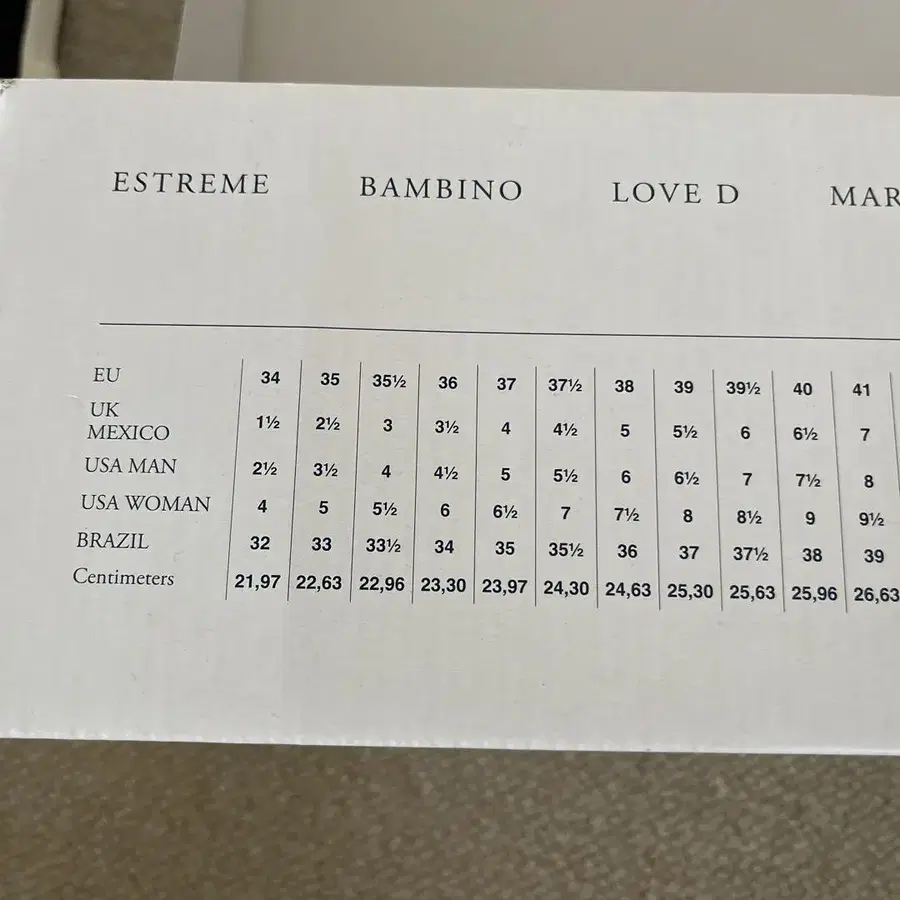 ESTREME BAMBINO LOVE D MAR
EU 34 35 35½ 36 37 37½ 38 39 39½ 40 41
UK
MEXICO 1½ 2½ 3 3½ 4 4½ 5 5½ 6 6½ 7
USA MAN 2½ 3½ 4 4½ 5 5½ 6 6½ 7 7½ 8
USA WOMAN 4 5 5½ 6 6½ 7 7½ 8 8½ 9 9½
BRAZIL 32 33 33½ 34 35 35½ 36 37 37½ 38 39
Centimeters 21,97 22,63 22,96 23,30 23,97 24,30 24,63 25,30 25,63 25,96 26,63